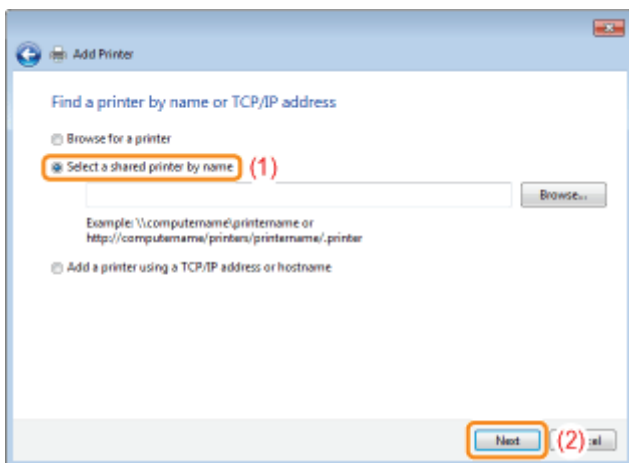 Add Printer
Find a printer by name or TCP/IP address
Browse for a printer
Select a shared printer by name (1)
Browse...
Example: \\computername\printername or
http://computername/printers/printername/.printer
Add a printer using a TCP/IP address or hostname
Next (2)